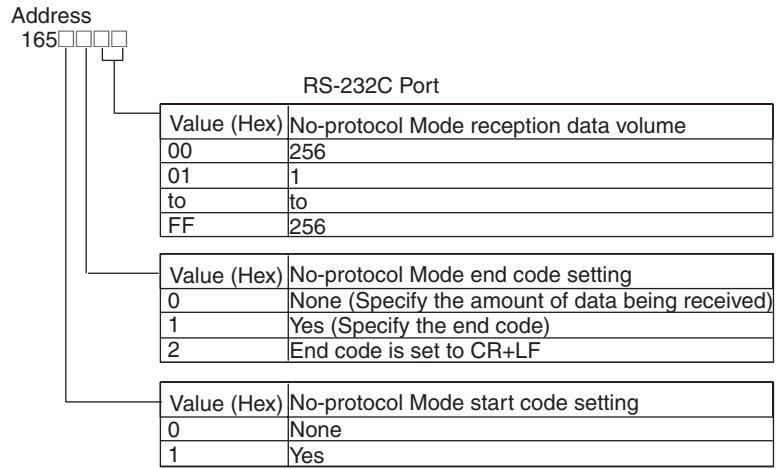 Address
165□□□□
RS-232C Port
Value (Hex) No-protocol Mode reception data volume
00 256
01 1
to to
FF 256
Value (Hex) No-protocol Mode end code setting
0 None (Specify the amount of data being received)
1 Yes (Specify the end code)
2 End code is set to CR+LF
Value (Hex) No-protocol Mode start code setting
0 None
1 Yes